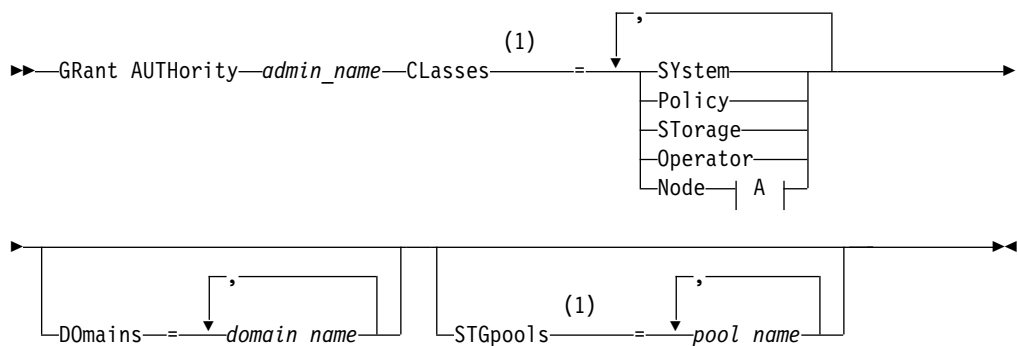 ,
(1)
GRant AUTHority admin_name CLasses = SYstem
Policy
STorage
Operator
Node A
, ,
(1)
DOmains = domain name STGpools = pool name